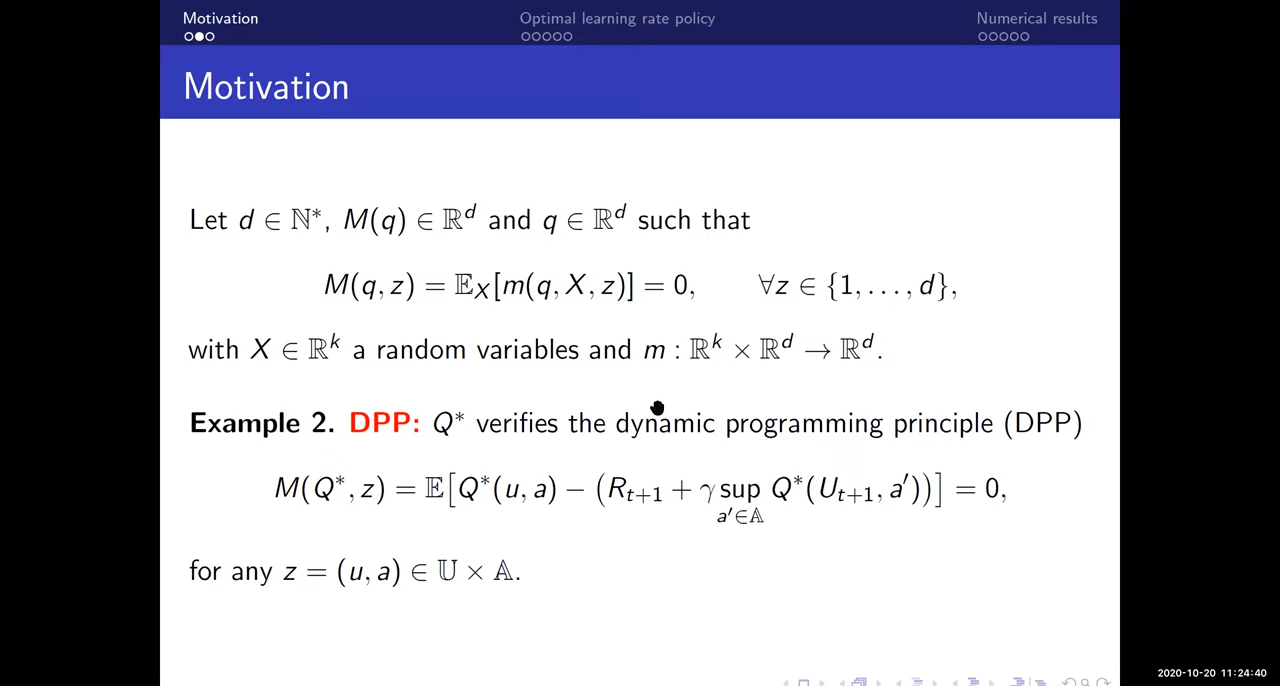 Motivation
Optimal learning rate policy
Numerical results
Motivation
Let d ∈ ℕ*, M(q) ∈ ℝ^d and q ∈ ℝ^d such that
M(q, z) = 𝔼_X[m(q, X, z)] = 0, ∀z ∈ {1, . . . , d},
with X ∈ ℝ^k a random variables and m : ℝ^k × ℝ^d → ℝ^d.
Example 2. DPP: Q* verifies the dynamic programming principle (DPP)
M(Q*, z) = 𝔼[Q*(u, a) − (R_{t+1} + γ sup_{a′∈𝔸} Q*(U_{t+1}, a′))] = 0,
for any z = (u, a) ∈ 𝕌 × 𝔸.
2020-10-20 11:24:40